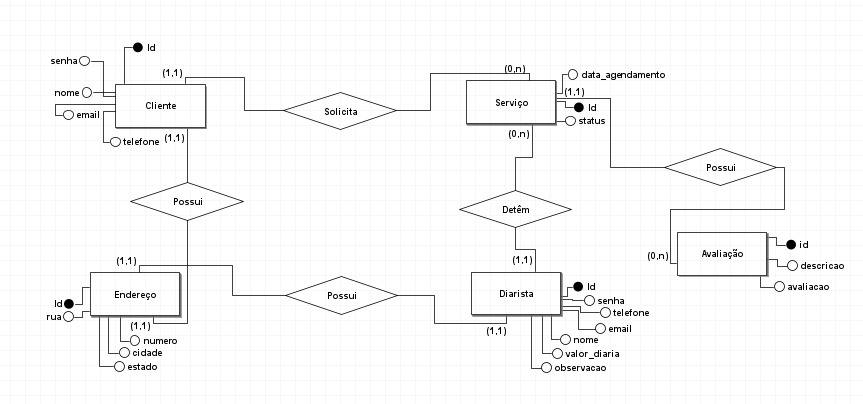 Id
senha
(1,1)
(0,n)
data_agendamento
nome
Cliente
Solicita
Serviço
(1,1)
Id
email
status
telefone
(1,1)
(0,n)
Possui
Possui
Detêm
(1,1)
(1,1)
(0,n)
Avaliação
id
descricao
avaliacao
Id
Endereço
Possui
Diarista
Id
senha
rua
telefone
(1,1)
(1,1)
email
numero
nome
cidade
valor_diaria
estado
observacao